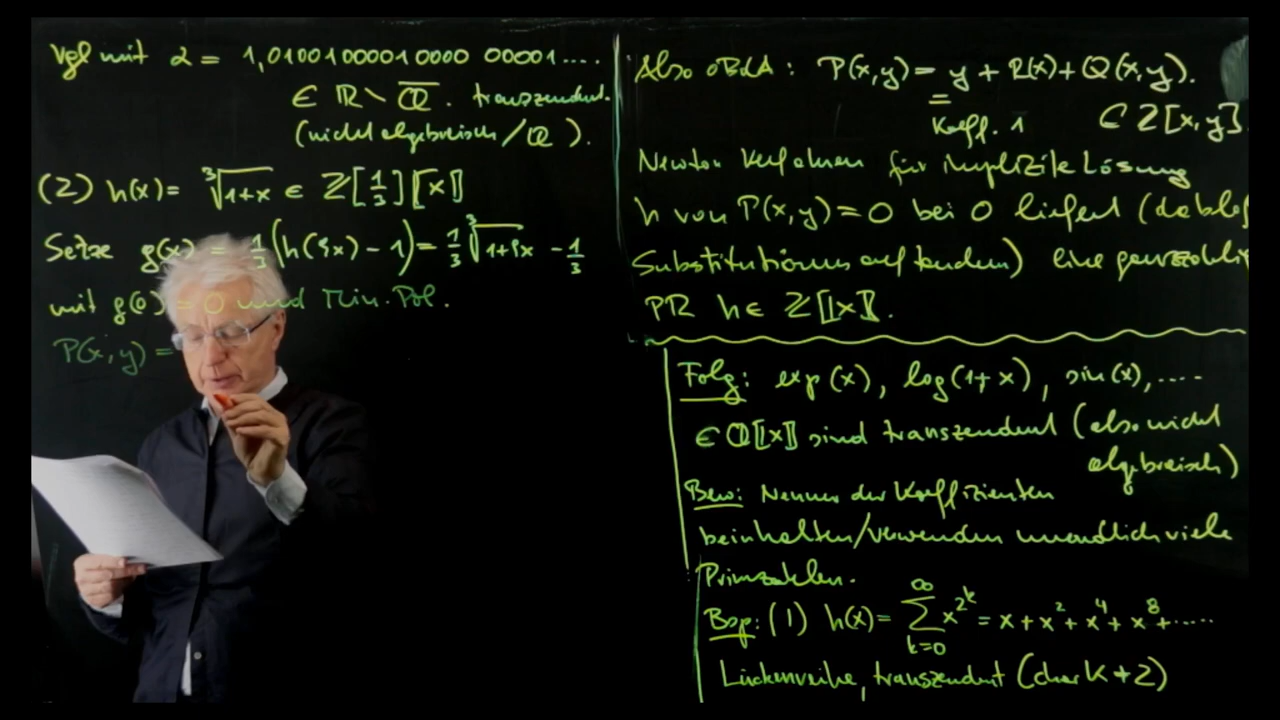 Vgl mit α = 1,0100100001 0000 00001....
∈ ℝ \ ℚ̅. transzendent.
(nicht algebraisch /ℚ).
(2) h(x) = ∛(1+x) ∈ ℤ[1/3]⟦x⟧
Setze g(x) = 1/3 (h(9x) - 1) = 1/3 ∛(1+9x) - 1/3
mit g(0) = 0 und Min. Pol.
P(x,y) =
Also oBdA: P(x,y) = y + R(x) + Q(x,y).
Koeff. 1 ∈ ℤ[x,y]
Newton Verfahren für implizite Lösung
h von P(x,y) = 0 bei 0 liefert (da bloß
Substitutionen auftauchen) eine ganzzahlig
PR h ∈ ℤ⟦x⟧.
Folg: exp(x), log(1+x), sin(x),....
∈ ℚ⟦x⟧ sind transzendent (also nicht
algebraisch)
Bew: Nenner der Koeffizienten
beinhalten/verwenden unendlich viele
Primzahlen.
Bsp: (1) h(x) = ∑_{k=0}^{∞} x^{2^k} = x + x² + x⁴ + x⁸ + .....
Lückenreihe, transzendent (char K ≠ 2)